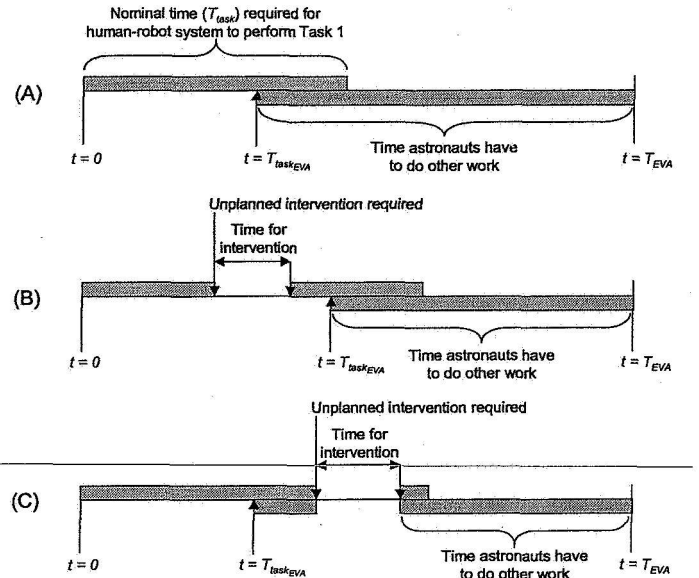 Nominal time (T_task) required for
human-robot system to perform Task 1
(A)
t = 0
t = T_taskEVA
Time astronauts have
to do other work
t = T_EVA
Unplanned intervention required
Time for
intervention
(B)
t = 0
t = T_taskEVA
Time astronauts have
to do other work
t = T_EVA
Unplanned intervention required
Time for
intervention
(C)
t = 0
t = T_taskEVA
Time astronauts have
to do other work
t = T_EVA